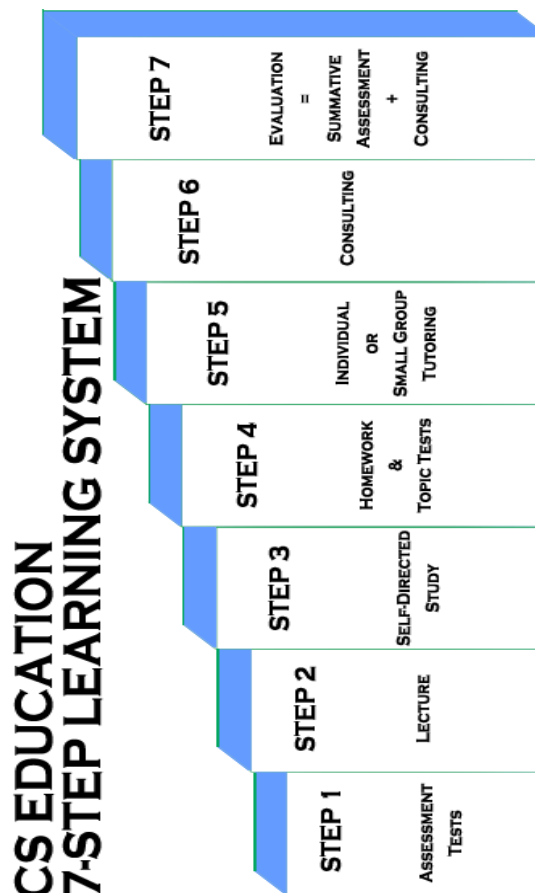 CS EDUCATION
7-STEP LEARNING SYSTEM
STEP 1
ASSESSMENT
TESTS
STEP 2
LECTURE
STEP 3
SELF-DIRECTED
STUDY
STEP 4
HOMEWORK
&
TOPIC TESTS
STEP 5
INDIVIDUAL
OR
SMALL GROUP
TUTORING
STEP 6
CONSULTING
STEP 7
EVALUATION
=
SUMMATIVE
ASSESSMENT
+
CONSULTING